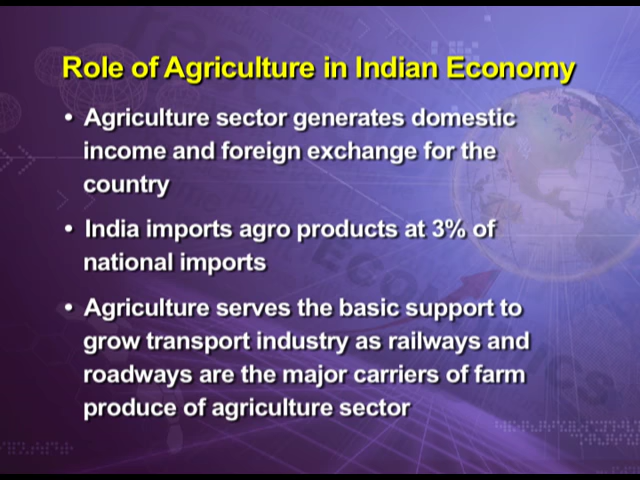 Role of Agriculture in Indian Economy
• Agriculture sector generates domestic
income and foreign exchange for the
country
• India imports agro products at 3% of
national imports
• Agriculture serves the basic support to
grow transport industry as railways and
roadways are the major carriers of farm
produce of agriculture sector